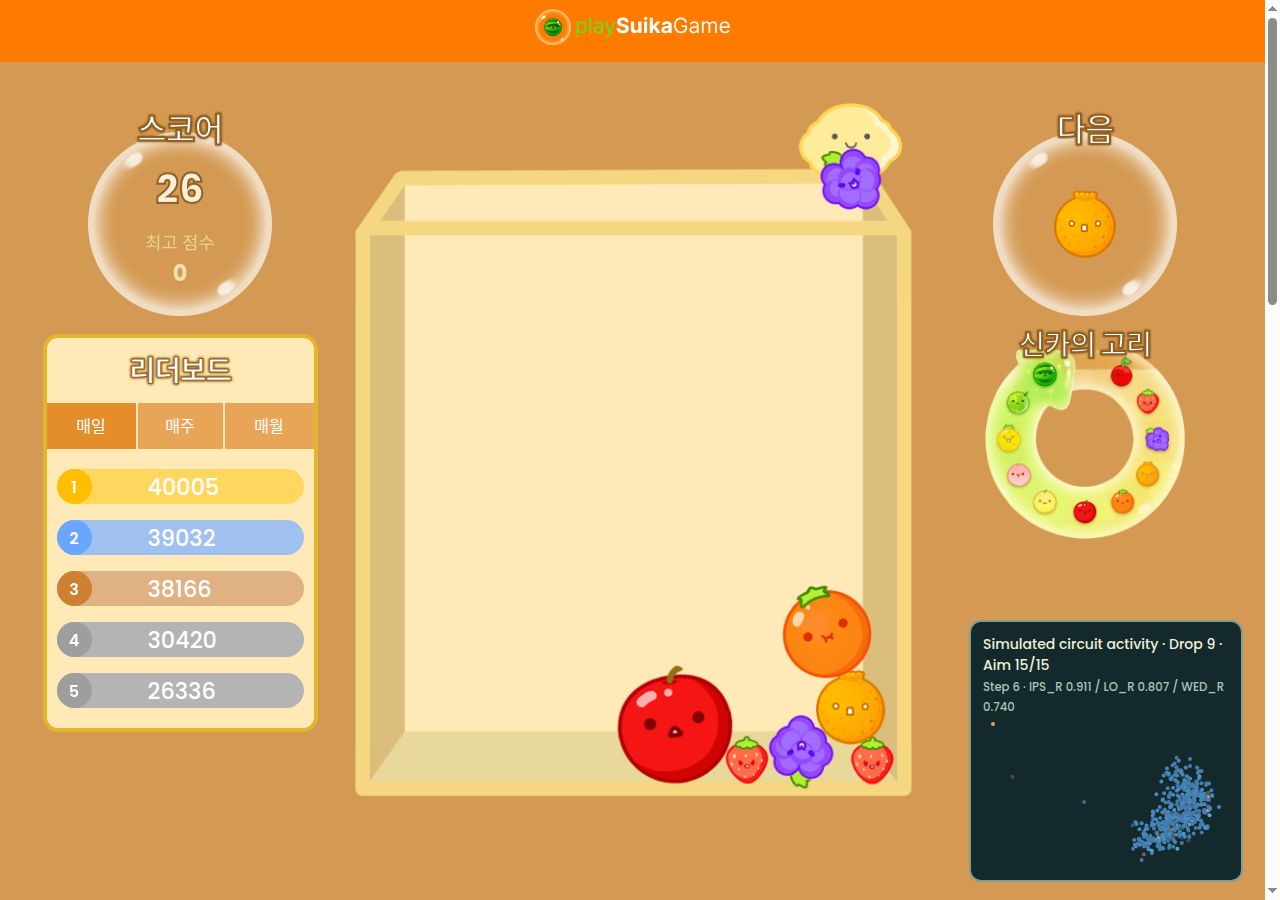 playSuikaGame
스코어
26
최고 점수
0
리더보드
매일 매주 매월
1 40005
2 39032
3 38166
4 30420
5 26336
다음
신카의 고리
Simulated circuit activity · Drop 9 ·
Aim 15/15
Step 6 · IPS_R 0.911 / LO_R 0.807 / WED_R
0.740